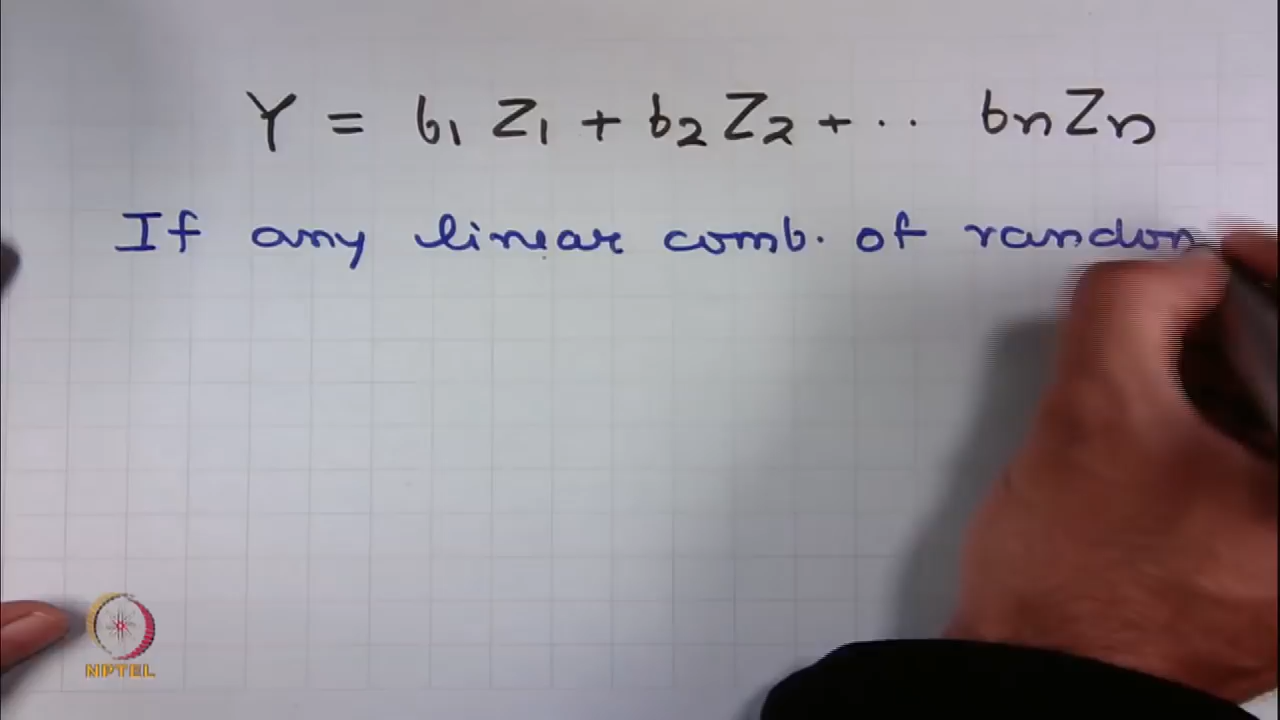 Y = b1 Z1 + b2 Z2 + .. bn Zn
If any linear comb. of random
NPTEL